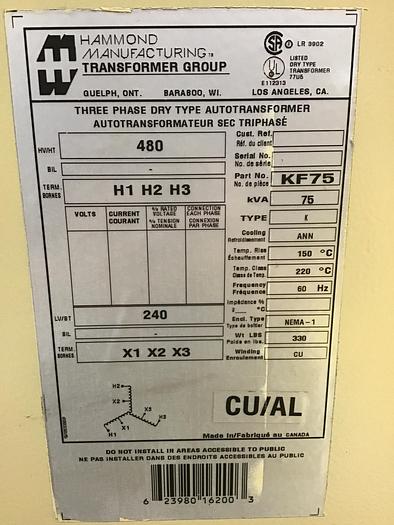 HAMMOND
MANUFACTURING TM
TRANSFORMER GROUP
GUELPH, ONT. BARABOO, WI. LOS ANGELES, CA.
LR 3902
LISTED
DRY TYPE
TRANSFORMER
77U5
E112313
THREE PHASE DRY TYPE AUTOTRANSFORMER
AUTOTRANSFORMATEUR SEC TRIPHASÉ
HV/HT 480
BIL -
TERM. BORNES H1 H2 H3
VOLTS CURRENT COURANT % RATED VOLTAGE % TENSION NOMINALE CONNECTION EACH PHASE CONNEXION PAR PHASE
LV/BT 240
BIL -
TERM. BORNES X1 X2 X3
Cust. Ref.
Réf. du client
Serial No.
No. de série
Part No. KF75
No. de pièce
kVA 75
TYPE K
Cooling ANN
Refroidissement
Temp. Rise 150 °C
Échauffement
Temp. Class 220 °C
Classe de Temp.
Frequency 60 Hz
Fréquence
Impédance %
@ °C
Encl. Type NEMA-1
Type de boîtier
Wt LBS 330
Poids en lbs.
Winding CU
Enroulement
H2
X2
H1 X1 X3 H3
CU/AL
Made In/Fabriqué au CANADA
DO NOT INSTALL IN AREAS ACCESSIBLE TO PUBLIC
NE PAS INSTALLER DANS DES ENDROITS ACCESSIBLES AU PUBLIC
6 23980 16200 3